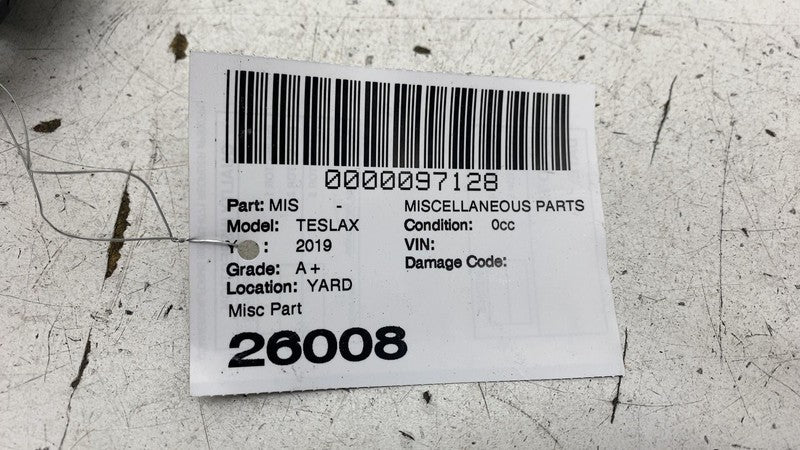 0000097128
Part: MIS - MISCELLANEOUS PARTS
Model: TESLAX Condition: 0cc
Y : 2019 VIN:
Grade: A+ Damage Code:
Location: YARD
Misc Part
26008